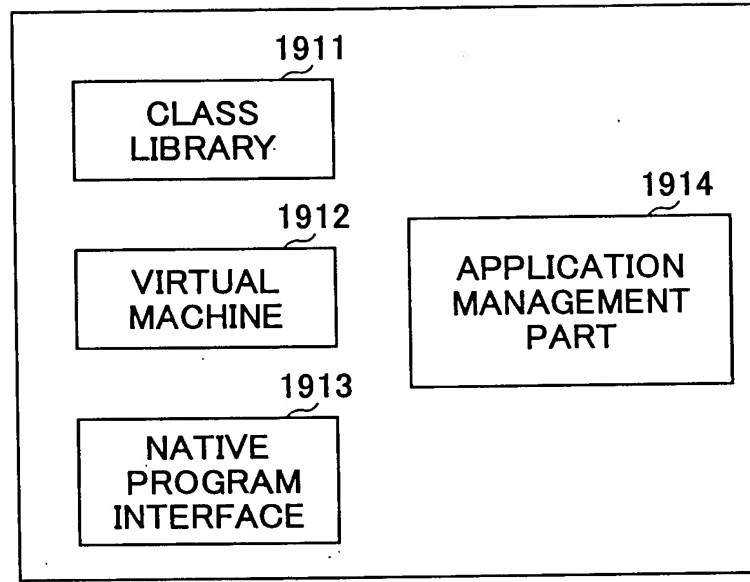 1911
CLASS
LIBRARY
1912
VIRTUAL
MACHINE
1913
NATIVE
PROGRAM
INTERFACE
1914
APPLICATION
MANAGEMENT
PART